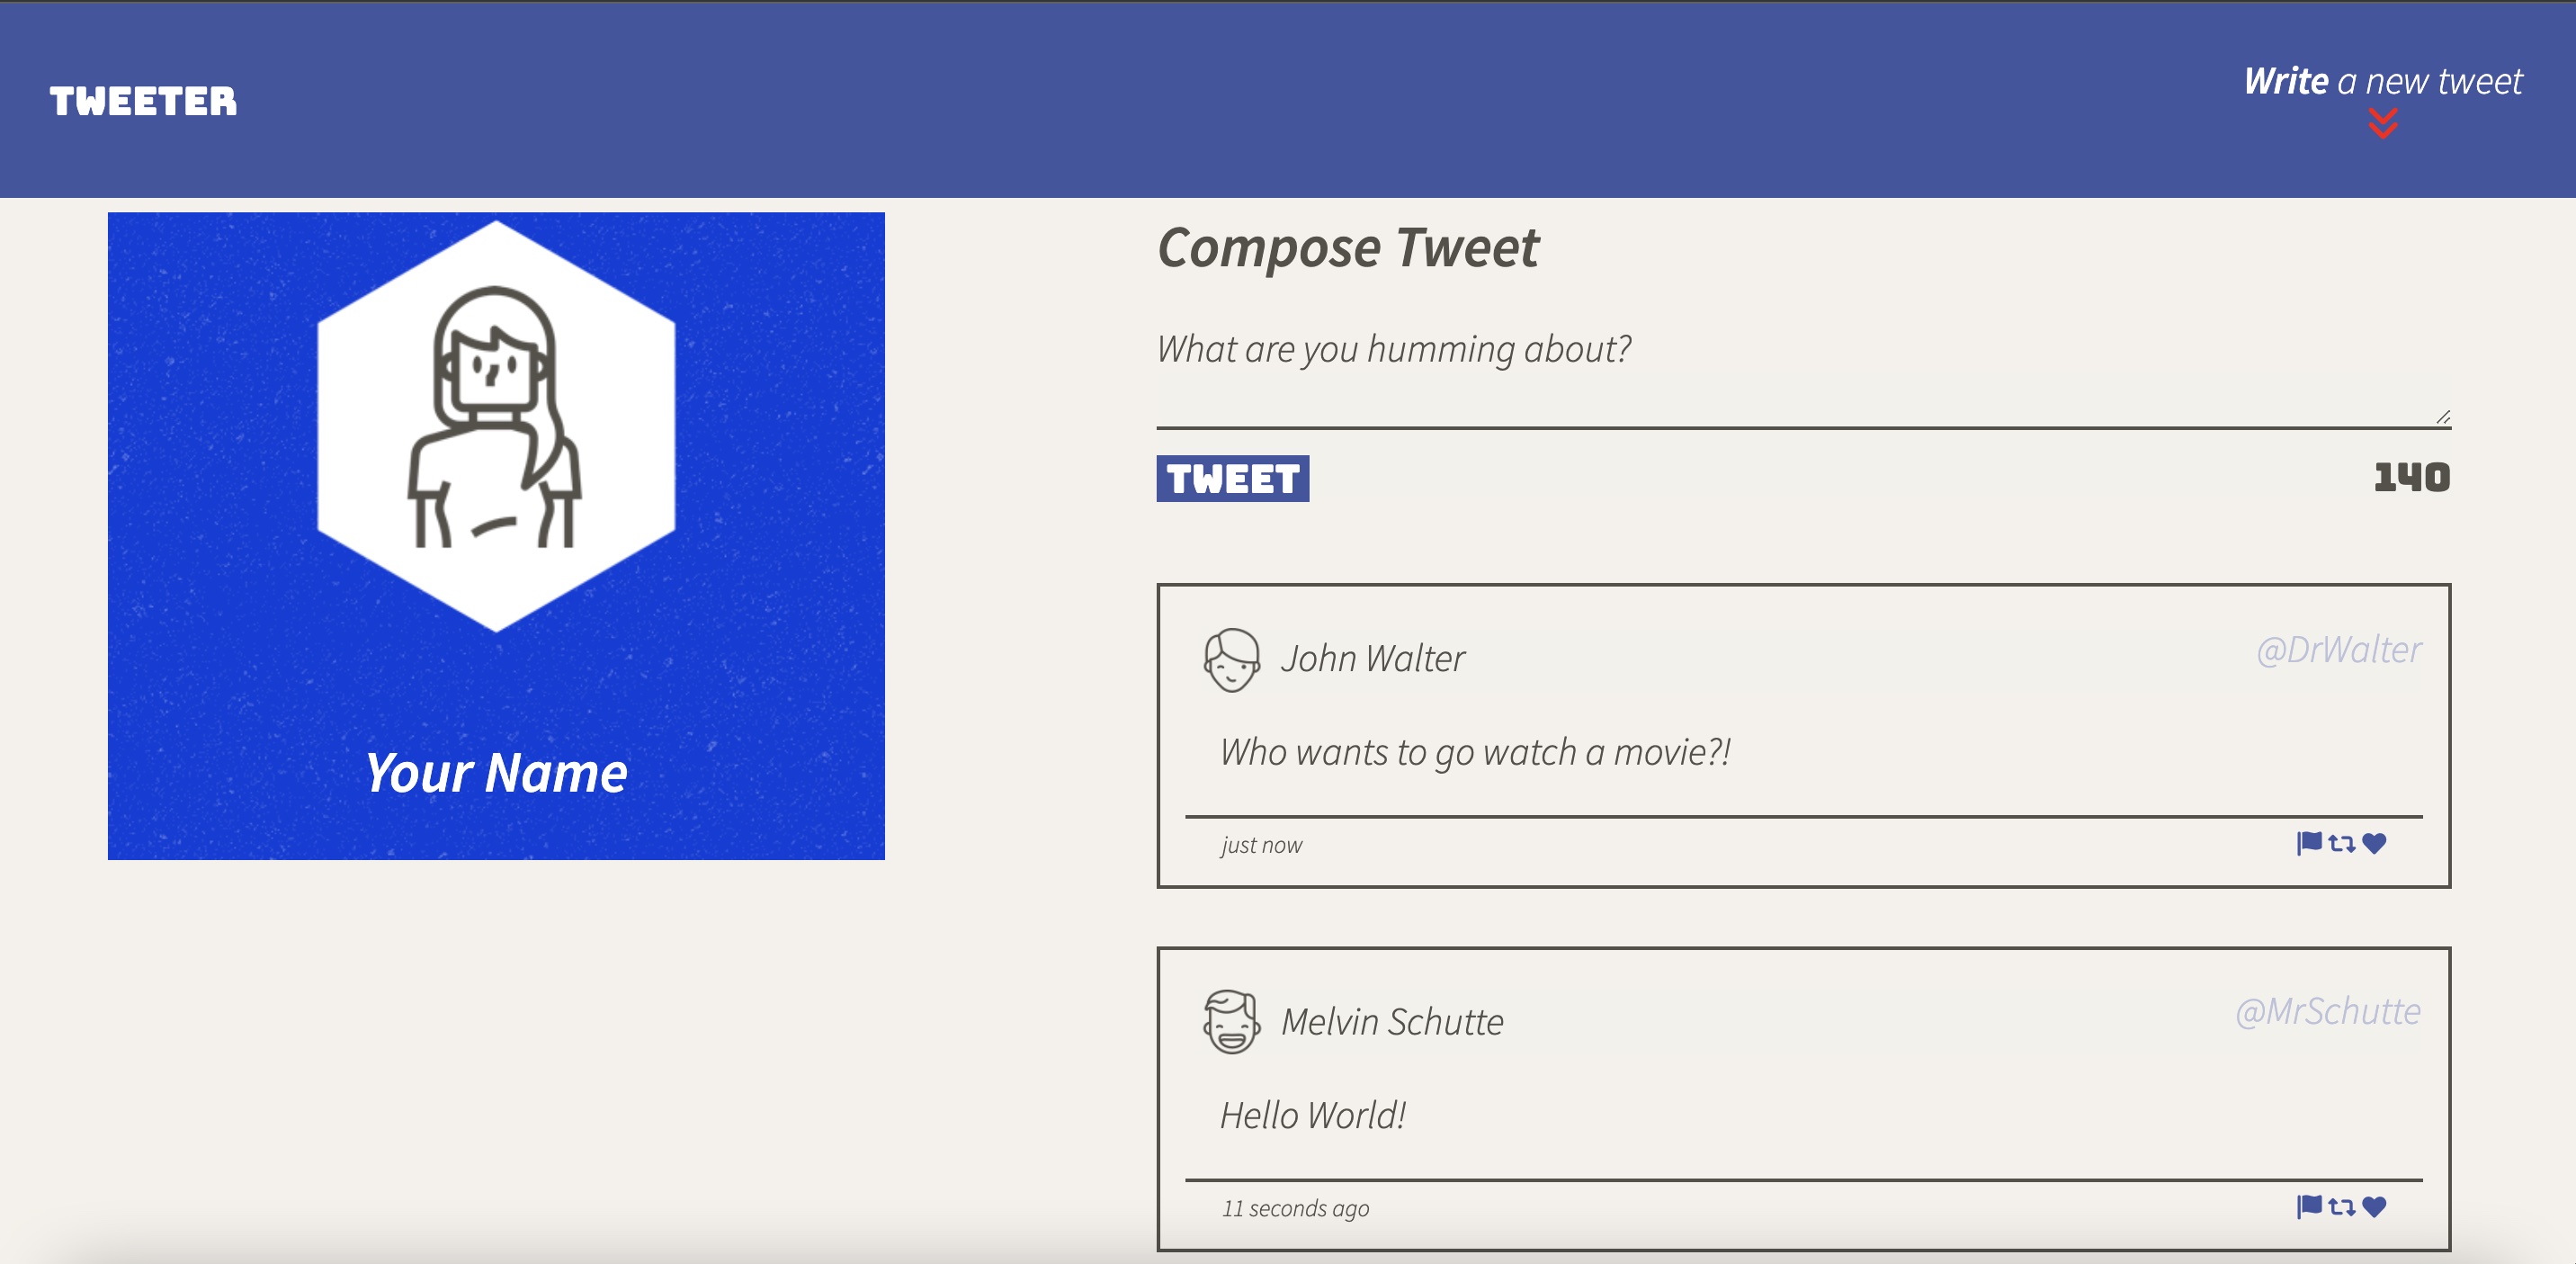 TWEETER
Write a new tweet
Your Name
Compose Tweet
What are you humming about?
TWEET
140
John Walter
@DrWalter
Who wants to go watch a movie?!
just now
Melvin Schutte
@MrSchutte
Hello World!
11 seconds ago